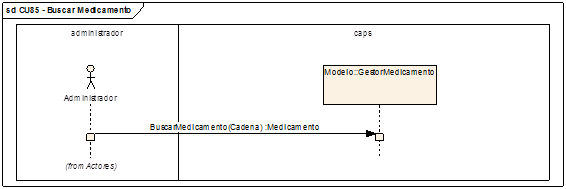 sd CU85 - Buscar Medicamento
administrador
caps
Modelo::GestorMedicamento
Administrador
BuscarMedicamento(Cadena) :Medicamento
(from Actores)